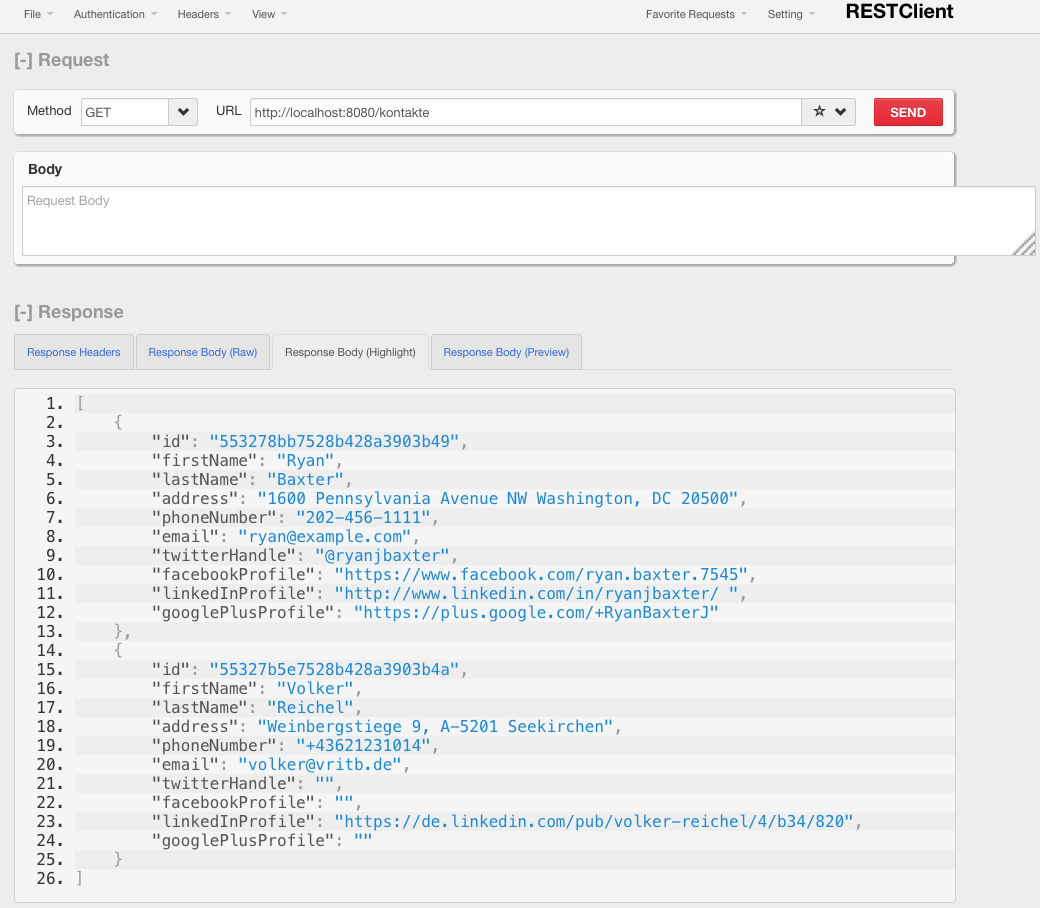 File Authentication Headers View Favorite Requests Setting RESTClient
[-] Request
Method GET URL http://localhost:8080/kontakte SEND
Body
Request Body
[-] Response
Response Headers Response Body (Raw) Response Body (Highlight) Response Body (Preview)
1. [
2. {
3. "id": "553278bb7528b428a3903b49",
4. "firstName": "Ryan",
5. "lastName": "Baxter",
6. "address": "1600 Pennsylvania Avenue NW Washington, DC 20500",
7. "phoneNumber": "202-456-1111",
8. "email": "ryan@example.com",
9. "twitterHandle": "@ryanjbaxter",
10. "facebookProfile": "https://www.facebook.com/ryan.baxter.7545",
11. "linkedInProfile": "http://www.linkedin.com/in/ryanjbaxter/ ",
12. "googlePlusProfile": "https://plus.google.com/+RyanBaxterJ"
13. },
14. {
15. "id": "55327b5e7528b428a3903b4a",
16. "firstName": "Volker",
17. "lastName": "Reichel",
18. "address": "Weinbergstiege 9, A-5201 Seekirchen",
19. "phoneNumber": "+43621231014",
20. "email": "volker@vritb.de",
21. "twitterHandle": "",
22. "facebookProfile": "",
23. "linkedInProfile": "https://de.linkedin.com/pub/volker-reichel/4/b34/820",
24. "googlePlusProfile": ""
25. }
26. ]